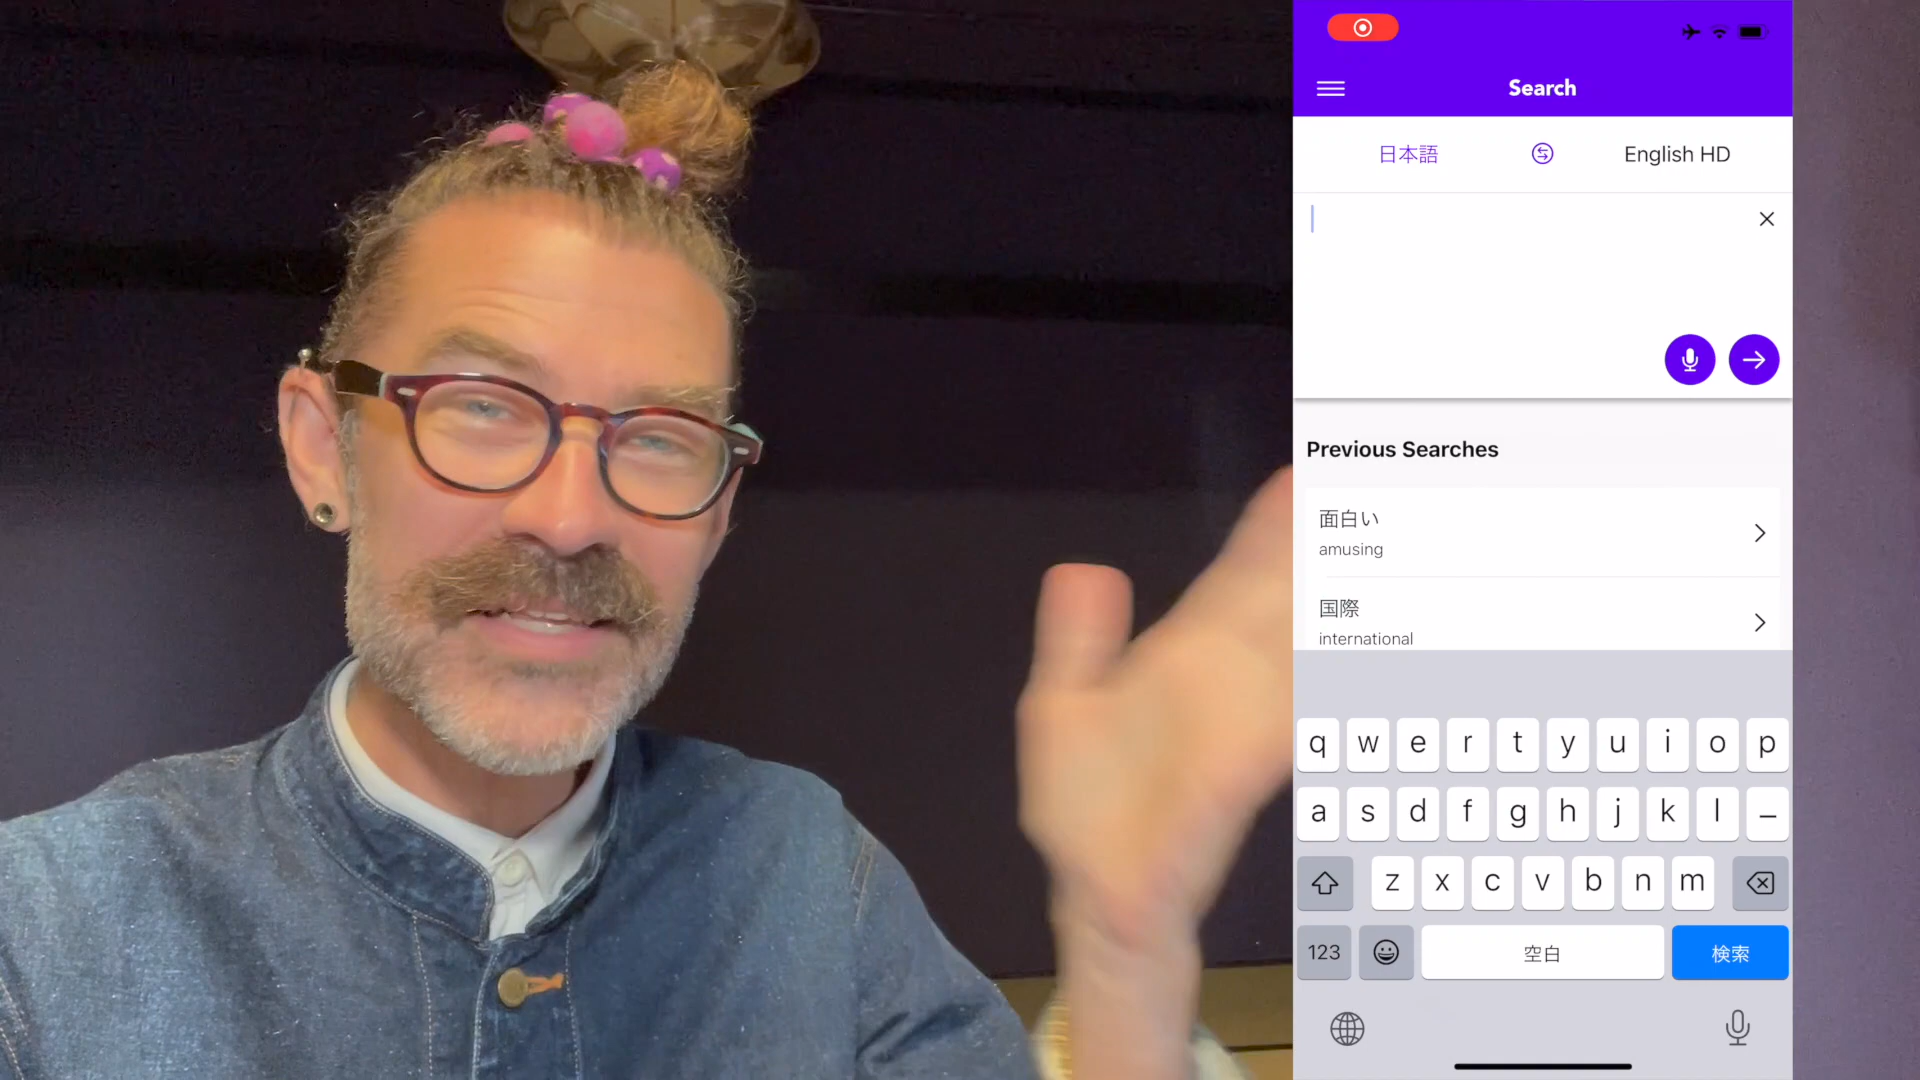 Search
日本語 English HD
Previous Searches
面白い
amusing
国際
international
q w e r t y u i o p
a s d f g h j k l –
z x c v b n m
123 空白 検索